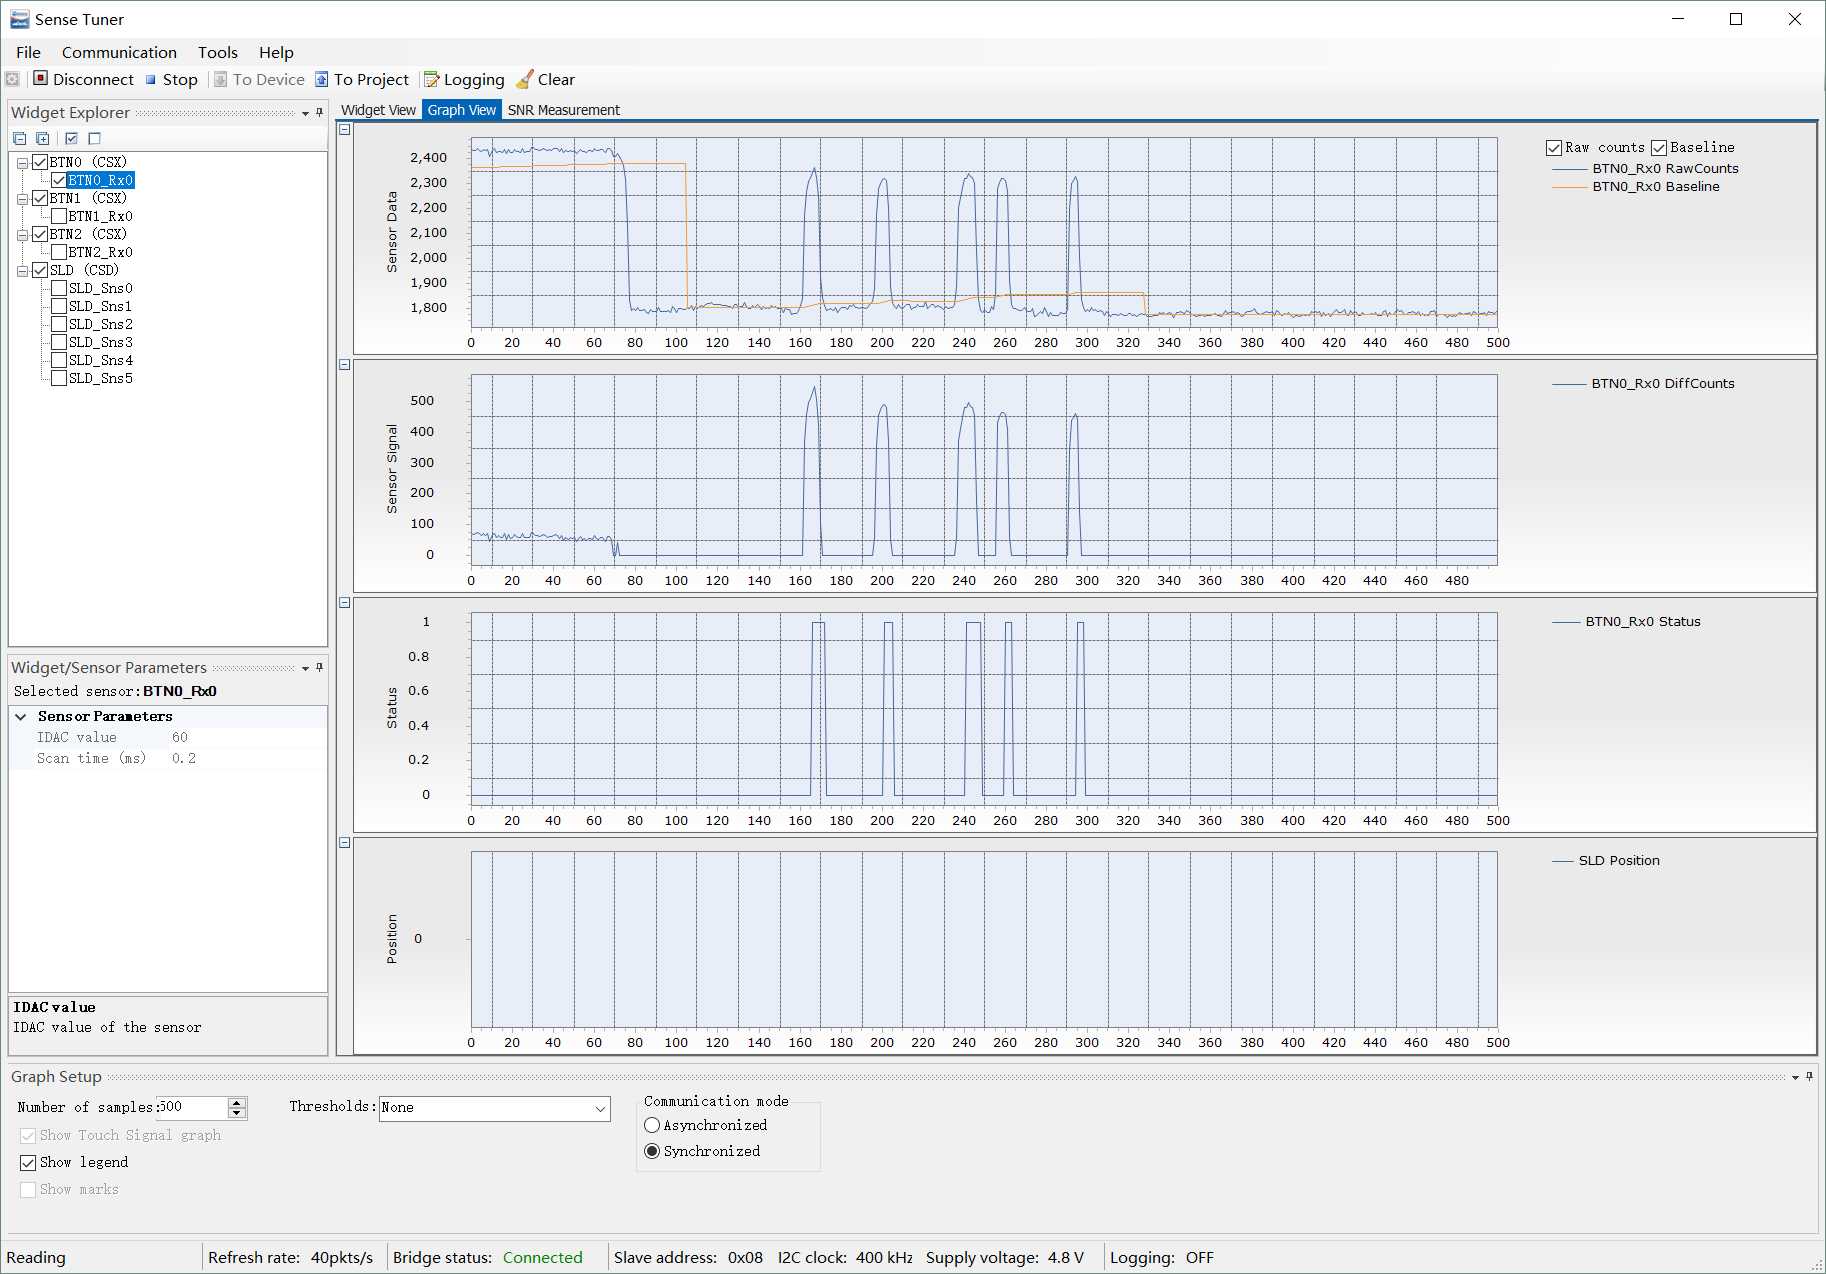 Sense Tuner
File Communication Tools Help
Disconnect Stop To Device To Project Logging Clear
Widget Explorer
BTN0 (CSX)
BTN0_Rx0
BTN1 (CSX)
BTN1_Rx0
BTN2 (CSX)
BTN2_Rx0
SLD (CSD)
SLD_Sns0
SLD_Sns1
SLD_Sns2
SLD_Sns3
SLD_Sns4
SLD_Sns5
Widget/Sensor Parameters
Selected sensor: BTN0_Rx0
Sensor Parameters
IDAC value 60
Scan time (ms) 0.2
IDAC value
IDAC value of the sensor
Widget View Graph View SNR Measurement
Sensor Data
2,400
2,300
2,200
2,100
2,000
1,900
1,800
0 20 40 60 80 100 120 140 160 180 200 220 240 260 280 300 320 340 360 380 400 420 440 460 480 500
Raw counts Baseline
BTN0_Rx0 RawCounts
BTN0_Rx0 Baseline
Sensor Signal
500
400
300
200
100
0
0 20 40 60 80 100 120 140 160 180 200 220 240 260 280 300 320 340 360 380 400 420 440 460 480
BTN0_Rx0 DiffCounts
Status
1
0.8
0.6
0.4
0.2
0
0 20 40 60 80 100 120 140 160 180 200 220 240 260 280 300 320 340 360 380 400 420 440 460 480 500
BTN0_Rx0 Status
Position
0
0 20 40 60 80 100 120 140 160 180 200 220 240 260 280 300 320 340 360 380 400 420 440 460 480 500
SLD Position
Graph Setup
Number of samples: 500
Show Touch Signal graph
Show legend
Show marks
Thresholds: None
Communication mode
Asynchronized
Synchronized
Reading Refresh rate: 40pkts/s Bridge status: Connected Slave address: 0x08 I2C clock: 400 kHz Supply voltage: 4.8 V Logging: OFF